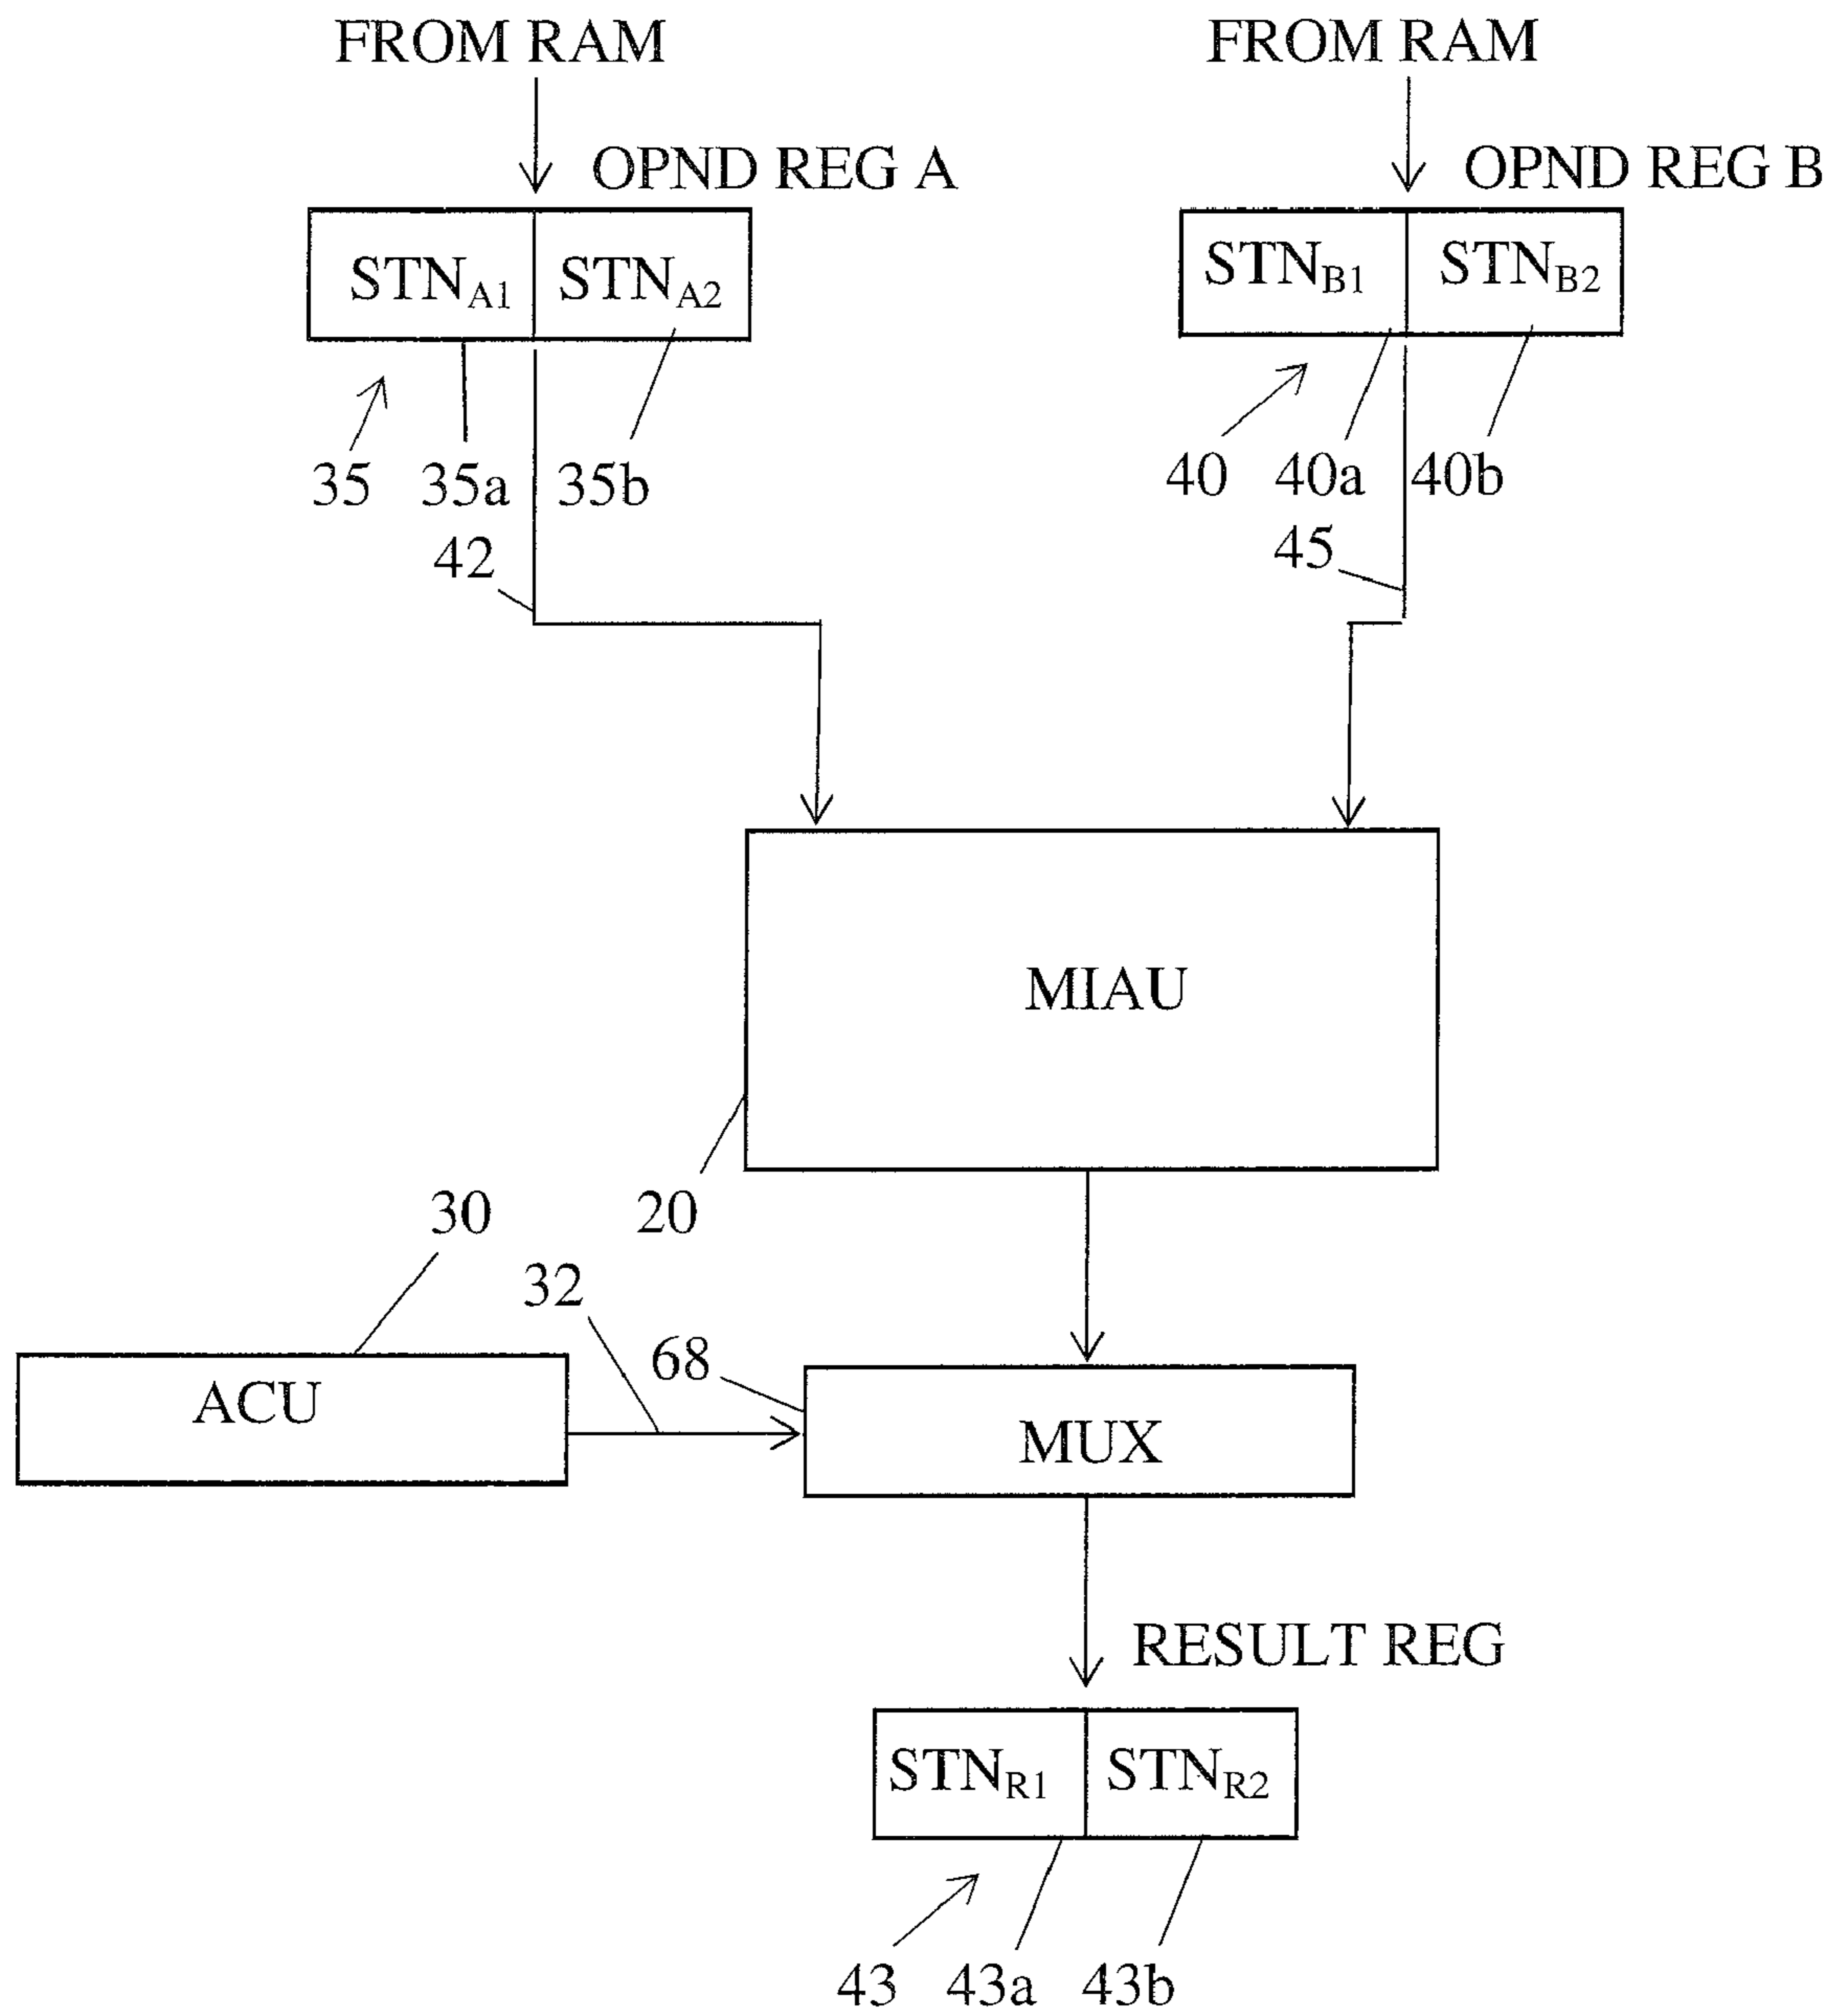 FROM RAM
FROM RAM
OPND REG A
OPND REG B
STNA1
STNA2
STNB1
STNB2
35
35a
35b
40
40a
40b
42
45
MIAU
20
30
32
68
ACU
MUX
RESULT REG
STNR1
STNR2
43
43a
43b